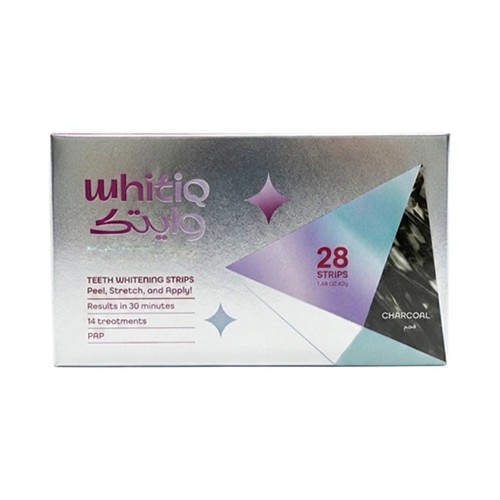 whitiq
وايتك
TEETH WHITENING STRIPS
Peel, Stretch, and Apply!
Results in 30 minutes
14 treatments
PAP
28
STRIPS
CHARCOAL
فحم